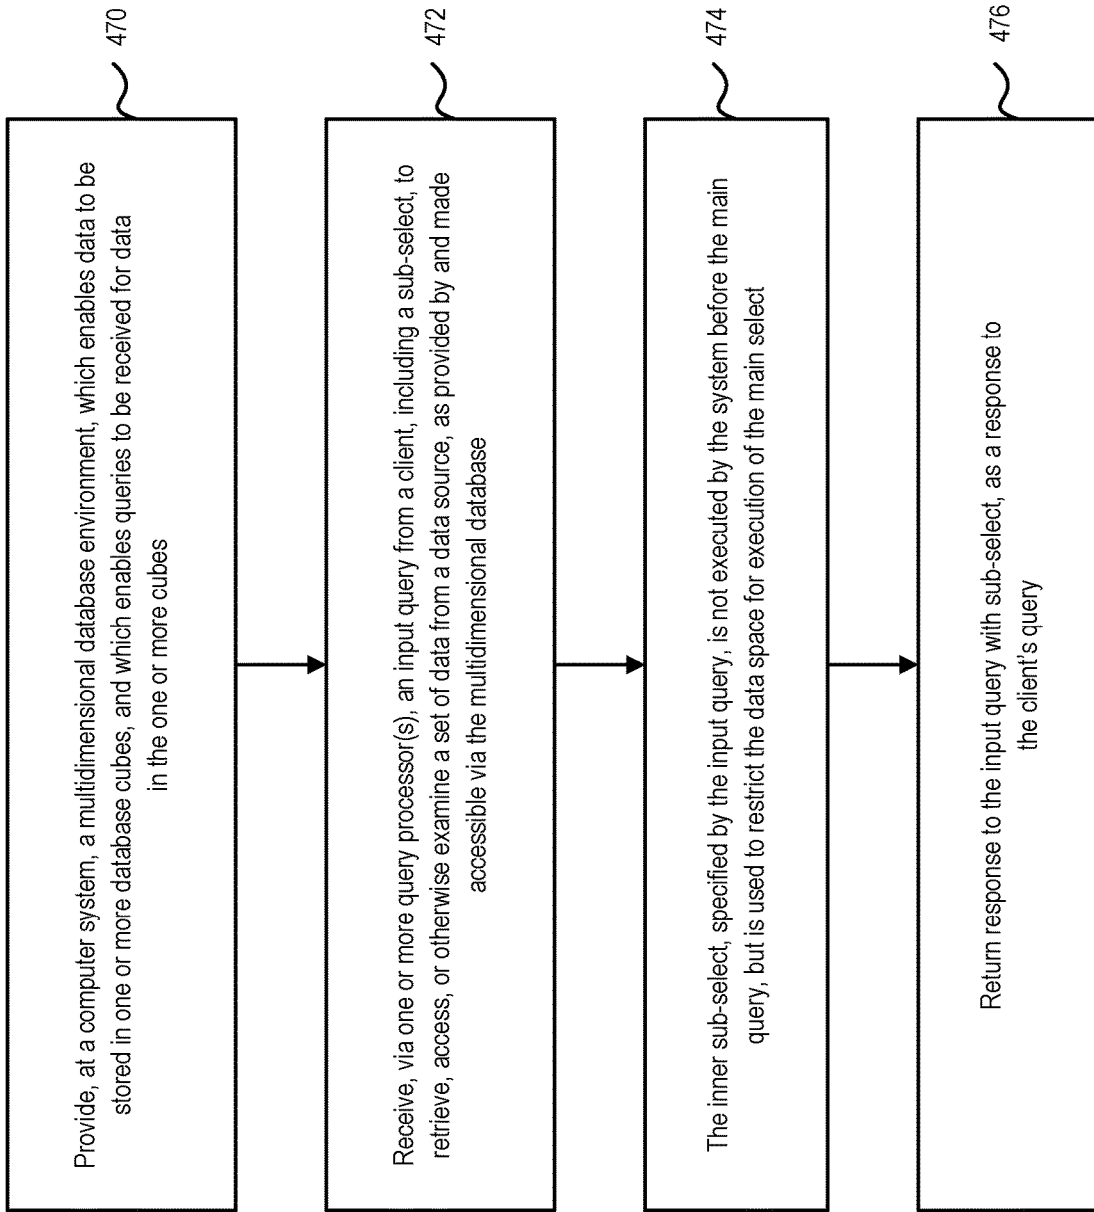 Provide, at a computer system, a multidimensional database environment, which enables data to be
stored in one or more database cubes, and which enables queries to be received for data
in the one or more cubes
470
Receive, via one or more query processor(s), an input query from a client, including a sub-select, to
retrieve, access, or otherwise examine a set of data from a data source, as provided by and made
accessible via the multidimensional database
472
The inner sub-select, specified by the input query, is not executed by the system before the main
query, but is used to restrict the data space for execution of the main select
474
Return response to the input query with sub-select, as a response to
the client's query
476